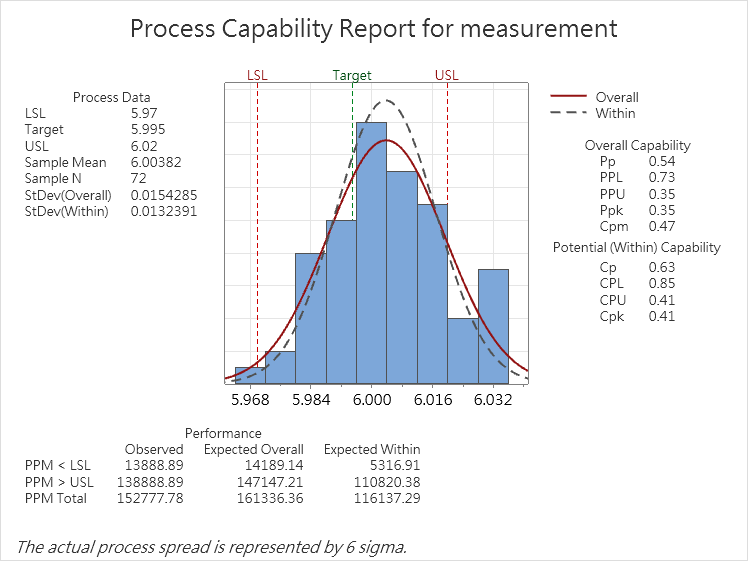 Process Capability Report for measurement
LSL Target USL
Process Data
LSL 5.97
Target 5.995
USL 6.02
Sample Mean 6.00382
Sample N 72
StDev(Overall) 0.0154285
StDev(Within) 0.0132391
Overall
Within
Overall Capability
Pp 0.54
PPL 0.73
PPU 0.35
Ppk 0.35
Cpm 0.47
Potential (Within) Capability
Cp 0.63
CPL 0.85
CPU 0.41
Cpk 0.41
5.968 5.984 6.000 6.016 6.032
Performance
Observed Expected Overall Expected Within
PPM < LSL 13888.89 14189.14 5316.91
PPM > USL 138888.89 147147.21 110820.38
PPM Total 152777.78 161336.36 116137.29
The actual process spread is represented by 6 sigma.